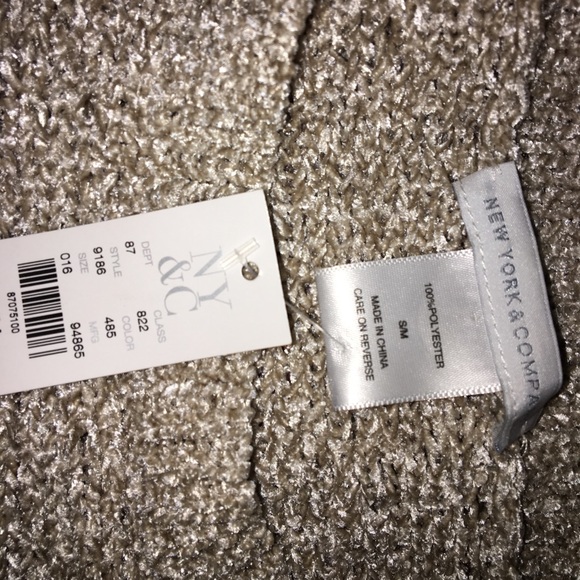 NY
&C
DEPT CLASS
87 822
STYLE COLOR
9186 485
SIZE MFG
016 94865
87075100
NEW YORK & COMPA
100%POLYESTER
S/M
MADE IN CHINA
CARE ON REVERSE